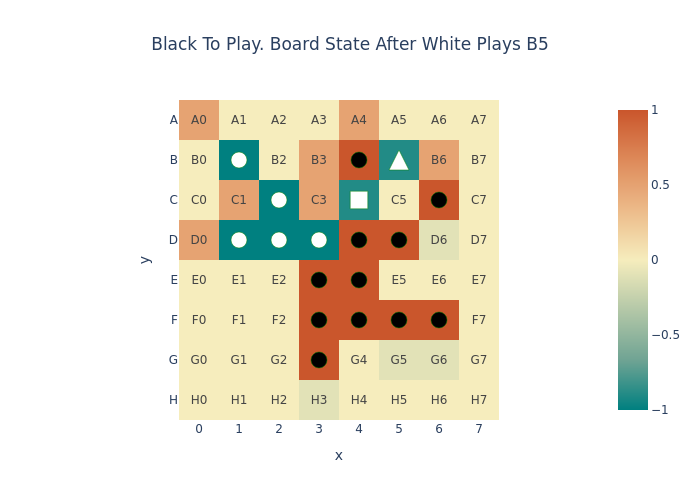 Black To Play. Board State After White Plays B5
A A0 A1 A2 A3 A4 A5 A6 A7
B B0 B2 B3 B6 B7
C C0 C1 C3 C5 C7
D D0 D6 D7
E E0 E1 E2 E5 E6 E7
F F0 F1 F2 F7
G G0 G1 G2 G4 G5 G6 G7
H H0 H1 H2 H3 H4 H5 H6 H7
0 1 2 3 4 5 6 7
x
y
1
0.5
0
−0.5
−1